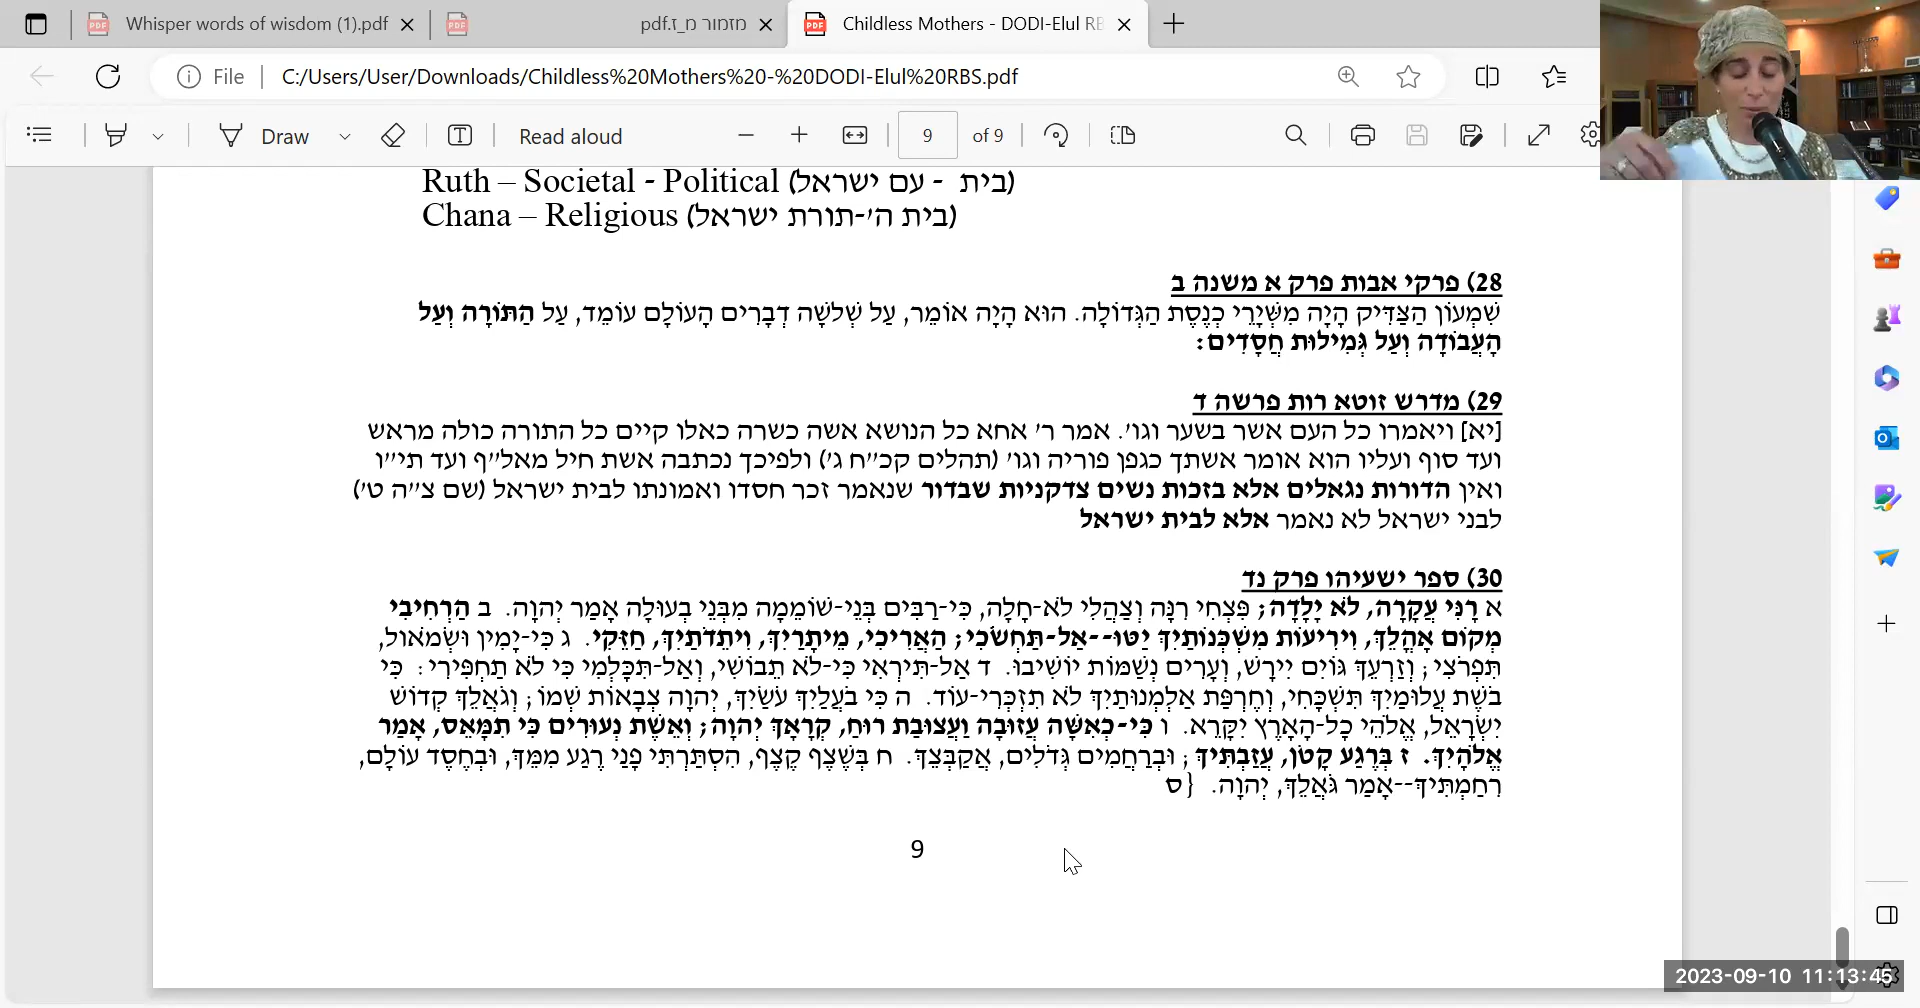 Whisper words of wisdom (1).pdf
מזמור מ_ז.pdf
Childless Mothers - DODI-Elul RBS
File
C:/Users/User/Downloads/Childless%20Mothers%20-%20DODI-Elul%20RBS.pdf
Draw
Read aloud
9
of 9
Ruth – Societal - Political (בית - עם ישראל)
Chana – Religious (בית ה'-תורת ישראל)
28) פרקי אבות פרק א משנה ב
שִׁמְעוֹן הַצַּדִּיק הָיָה מִשְּׁיָרֵי כְנֶסֶת הַגְּדוֹלָה. הוּא הָיָה אוֹמֵר, עַל שְׁלשָׁה דְבָרִים הָעוֹלָם עוֹמֵד, עַל הַתּוֹרָה וְעַל
הָעֲבוֹדָה וְעַל גְּמִילוּת חֲסָדִים:
29) מדרש זוטא רות פרשה ד
[יא] ויאמרו כל העם אשר בשער וגו'. אמר ר' אחא כל הנושא אשה כשרה כאלו קיים כל התורה כולה מראש
ועד סוף ועליו הוא אומר אשתך כגפן פוריה וגו' (תהלים קכ"ח ג') ולפיכך נכתבה אשת חיל מאל"ף ועד תי"ו
ואין הדורות נגאלים אלא בזכות נשים צדקניות שבדור שנאמר זכר חסדו ואמונתו לבית ישראל (שם צ"ה ט')
לבני ישראל לא נאמר אלא לבית ישראל
30) ספר ישעיהו פרק נד
א רָנִּי עֲקָרָה, לֹא יָלָדָה; פִּצְחִי רִנָּה וְצַהֲלִי לֹא-חָלָה, כִּי-רַבִּים בְּנֵי-שׁוֹמֵמָה מִבְּנֵי בְעוּלָה אָמַר יְהוָה. ב הַרְחִיבִי
מְקוֹם אָהֳלֵךְ, וִירִיעוֹת מִשְׁכְּנוֹתַיִךְ יַטּוּ--אַל-תַּחְשֹׂכִי; הַאֲרִיכִי, מֵיתָרַיִךְ, וִיתֵדֹתַיִךְ, חַזֵּקִי. ג כִּי-יָמִין וּשְׂמֹאול,
תִּפְרֹצִי; וְזַרְעֵךְ גּוֹיִם יִירָשׁ, וְעָרִים נְשַׁמּוֹת יוֹשִׁיבוּ. ד אַל-תִּירְאִי כִּי-לֹא תֵבוֹשִׁי, וְאַל-תִּכָּלְמִי כִּי לֹא תַחְפִּירִי: כִּי
בֹשֶׁת עֲלוּמַיִךְ תִּשְׁכָּחִי, וְחֶרְפַּת אַלְמְנוּתַיִךְ לֹא תִזְכְּרִי-עוֹד. ה כִּי בֹעֲלַיִךְ עֹשַׂיִךְ, יְהוָה צְבָאוֹת שְׁמוֹ; וְגֹאֲלֵךְ קְדוֹשׁ
יִשְׂרָאֵל, אֱלֹהֵי כָל-הָאָרֶץ יִקָּרֵא. ו כִּי-כְאִשָּׁה עֲזוּבָה וַעֲצוּבַת רוּחַ, קְרָאָךְ יְהוָה; וְאֵשֶׁת נְעוּרִים כִּי תִמָּאֵס, אָמַר
אֱלֹהָיִךְ. ז בְּרֶגַע קָטֹן, עֲזַבְתִּיךְ; וּבְרַחֲמִים גְּדֹלִים, אֲקַבְּצֵךְ. ח בְּשֶׁצֶף קֶצֶף, הִסְתַּרְתִּי פָנַי רֶגַע מִמֵּךְ, וּבְחֶסֶד עוֹלָם,
רִחַמְתִּיךְ--אָמַר גֹּאֲלֵךְ, יְהוָה. {ס
9
2023-09-10 11:13:45